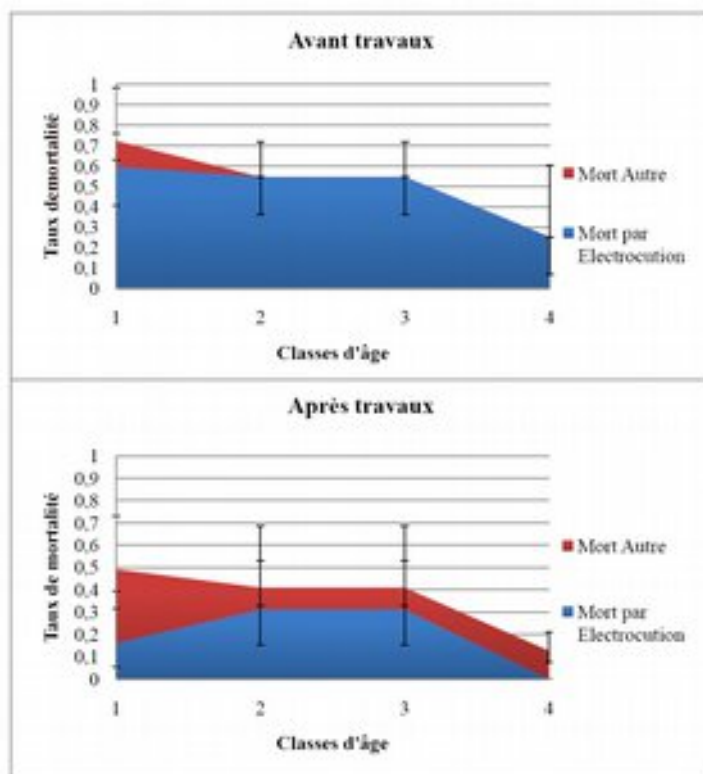 Avant travaux
Taux demortalité
1
0,9
0,8
0,7
0,6
0,5
0,4
0,3
0,2
0,1
0
1 2 3 4
Classes d'âge
Mort Autre
Mort par
Electrocution
Après travaux
Taux de mortalité
1
0,9
0,8
0,7
0,6
0,5
0,4
0,3
0,2
0,1
0
1 2 3 4
Classes d'âge
Mort Autre
Mort par
Electrocution